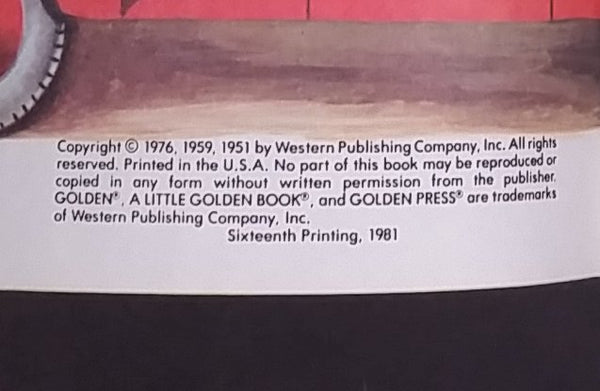 Copyright © 1976, 1959, 1951 by Western Publishing Company, Inc. All rights
reserved. Printed in the U.S.A. No part of this book may be reproduced or
copied in any form without written permission from the publisher.
GOLDEN®, A LITTLE GOLDEN BOOK®, and GOLDEN PRESS® are trademarks
of Western Publishing Company, Inc.
Sixteenth Printing, 1981